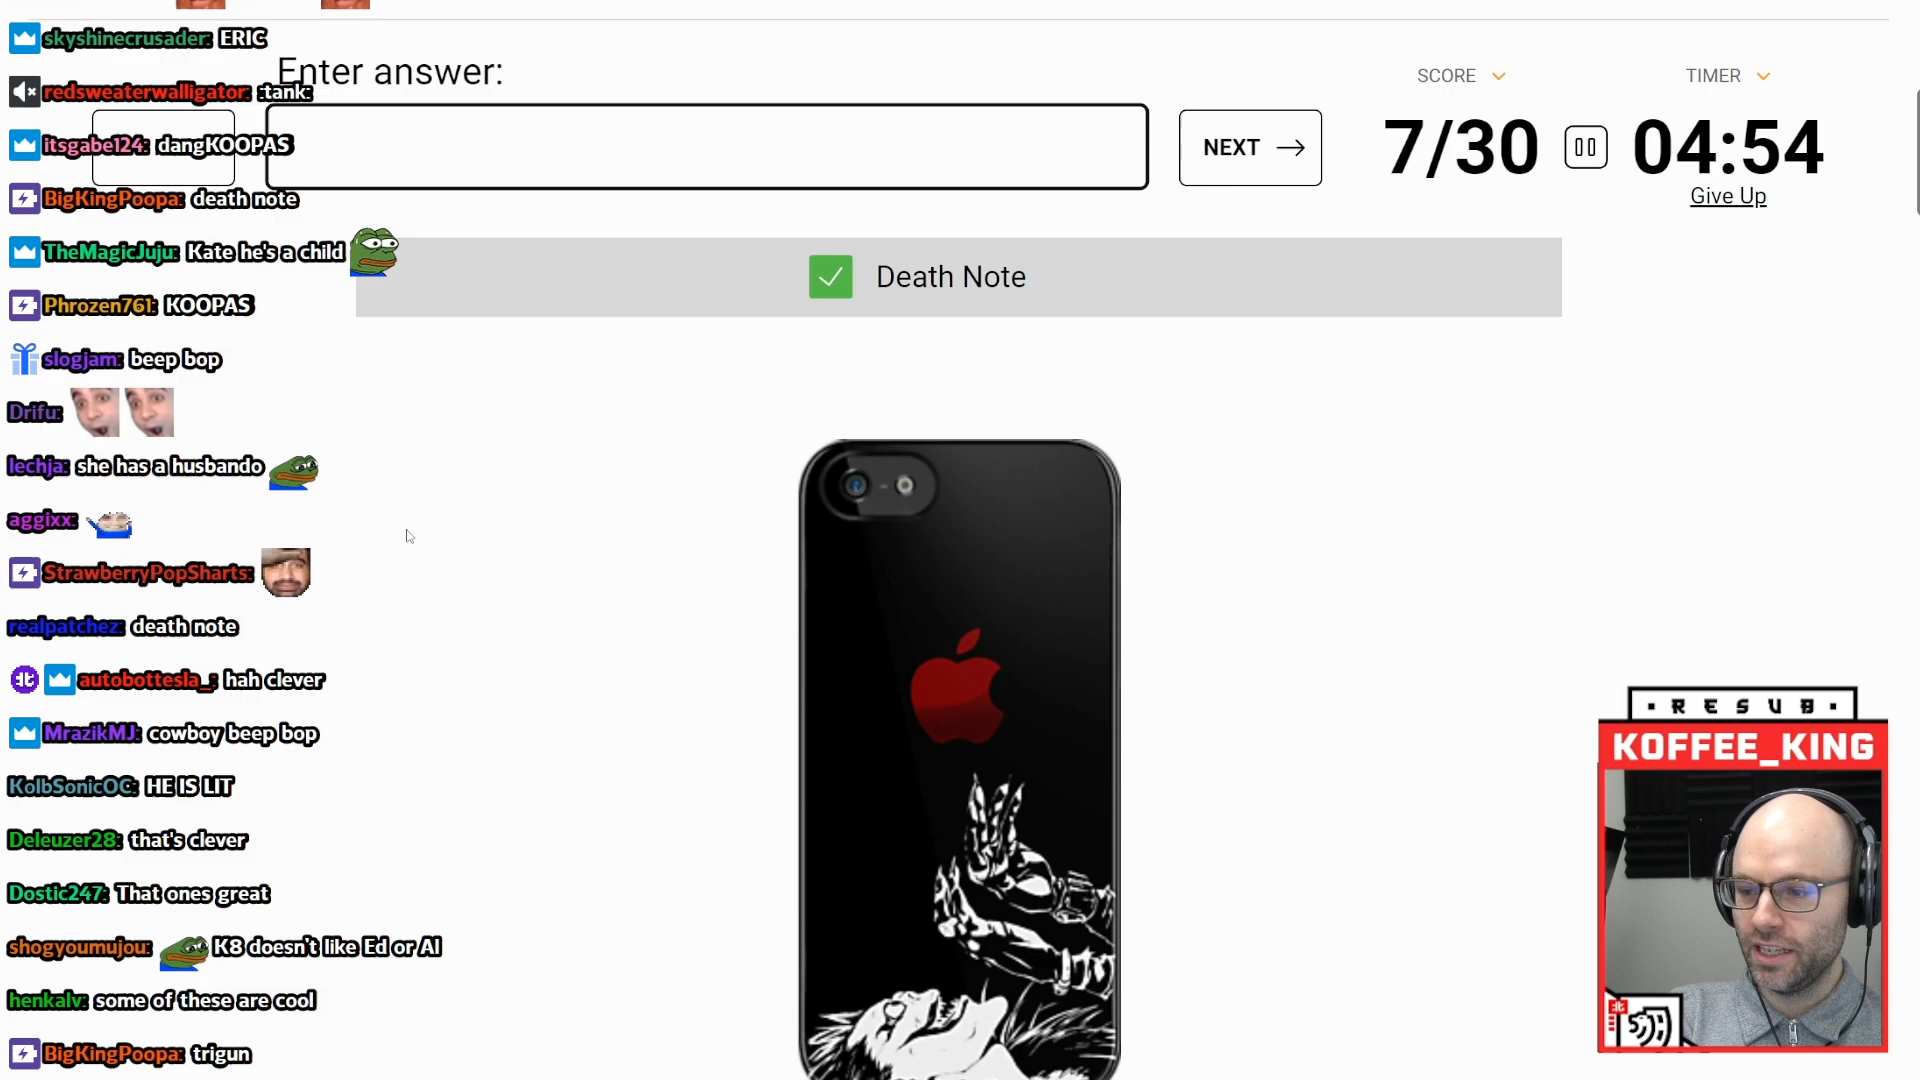 skyshinecrusader: ERIC
Enter answer:
SCORE
TIMER
redsweaterwalligator: :tank:
itsgabe124: dangKOOPAS
NEXT
7/30
04:54
Give Up
BigKingPoopa: death note
TheMagicJuju: Kate he's a child
Death Note
Phrozen761: KOOPAS
slogjam: beep bop
Drifu:
lechja: she has a husbando
aggixx:
StrawberryPopSharts:
realpatchez: death note
autobottesla_: hah clever
MrazikMJ: cowboy beep bop
KolbSonicOC: HE IS LIT
Deleuzer28: that's clever
Dostic247: That ones great
shogyoumujou: K8 doesn't like Ed or Al
henkalv: some of these are cool
BigKingPoopa: trigun
· RESUB ·
KOFFEE_KING
北